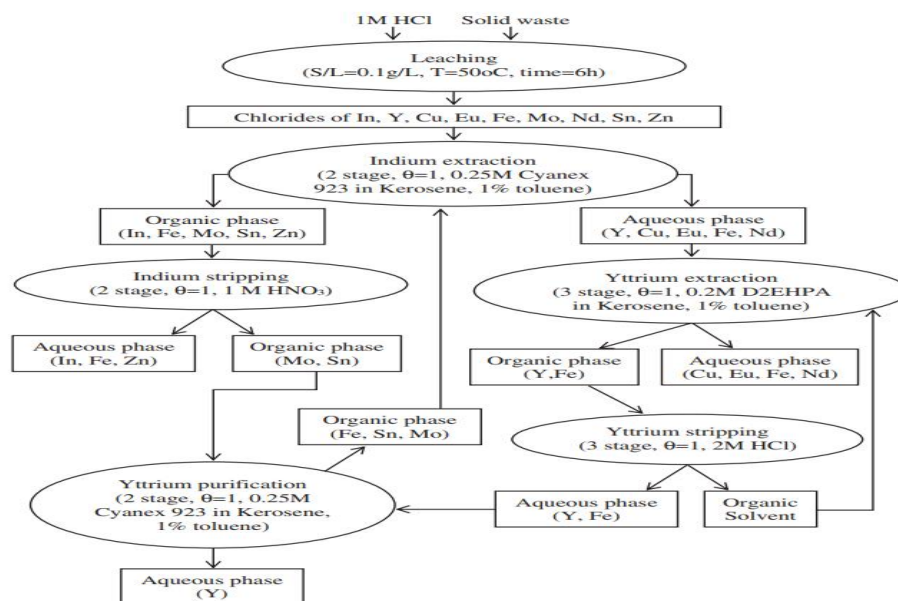 1M HCl Solid waste
Leaching
(S/L=0.1g/L, T=50oC, time=6h)
Chlorides of In, Y, Cu, Eu, Fe, Mo, Nd, Sn, Zn
Indium extraction
(2 stage, θ=1, 0.25M Cyanex
923 in Kerosene, 1% toluene)
Organic phase
(In, Fe, Mo, Sn, Zn)
Aqueous phase
(Y, Cu, Eu, Fe, Nd)
Indium stripping
(2 stage, θ=1, 1 M HNO₃)
Yttrium extraction
(3 stage, θ=1, 0.2M D2EHPA
in Kerosene, 1% toluene)
Aqueous phase
(In, Fe, Zn)
Organic phase
(Mo, Sn)
Organic phase
(Y,Fe)
Aqueous phase
(Cu, Eu, Fe, Nd)
Organic phase
(Fe, Sn, Mo)
Yttrium stripping
(3 stage, θ=1, 2M HCl)
Yttrium purification
(2 stage, θ=1, 0.25M
Cyanex 923 in Kerosene,
1% toluene)
Aqueous phase
(Y, Fe)
Organic
Solvent
Aqueous phase
(Y)